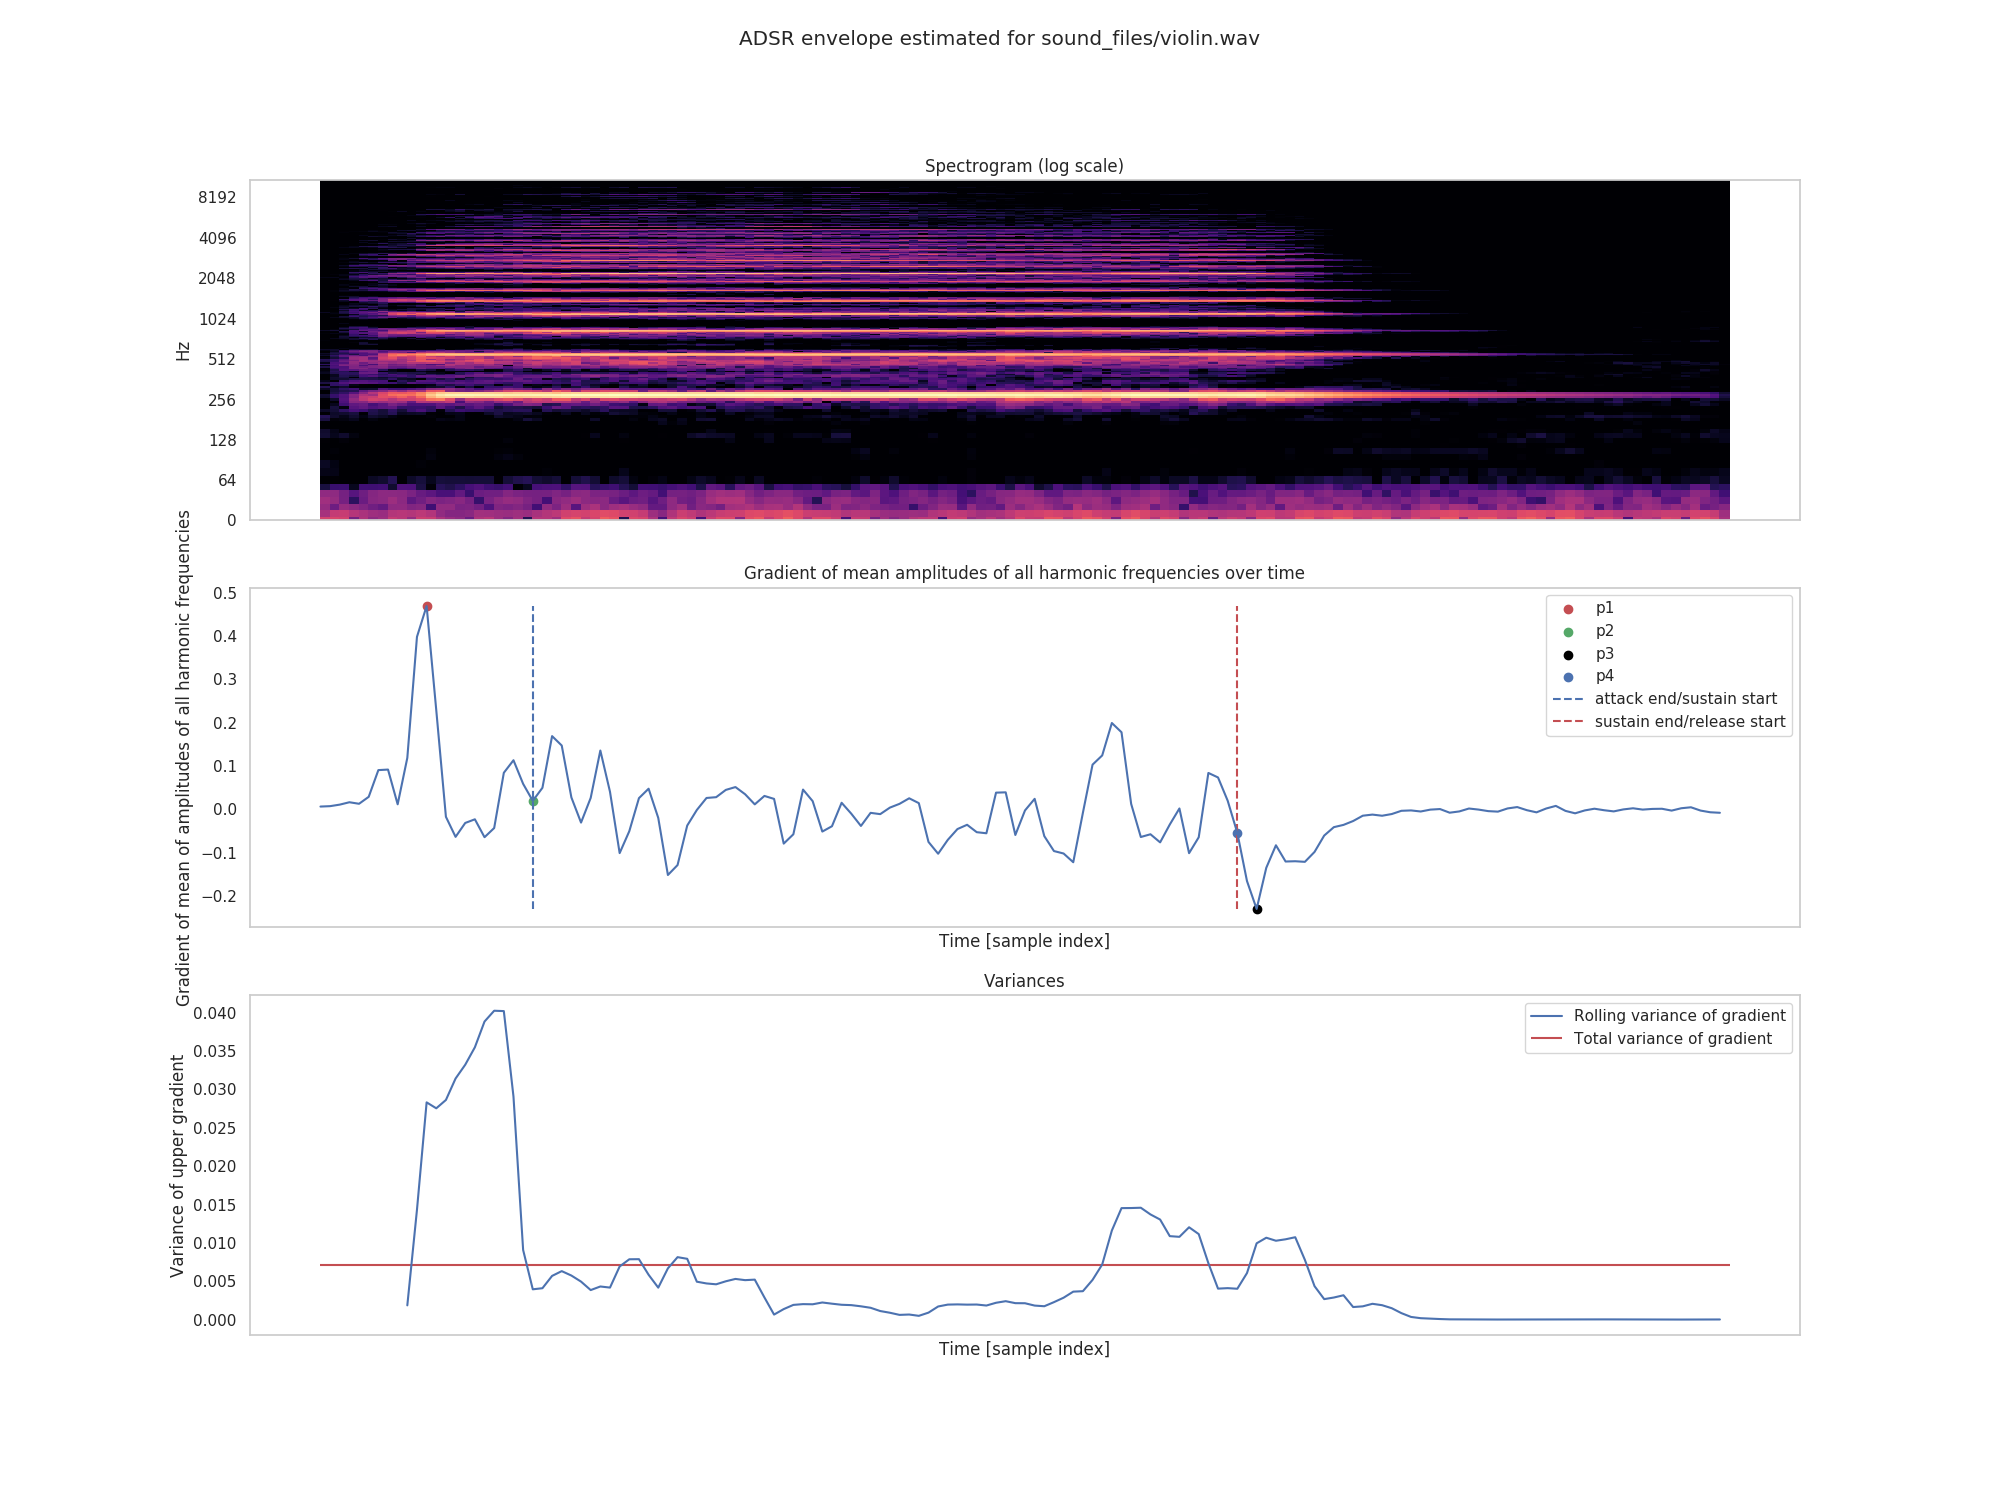 ADSR envelope estimated for sound_files/violin.wav
Spectrogram (log scale)
Hz
8192
4096
2048
1024
512
256
128
64
0
Gradient of mean amplitudes of all harmonic frequencies over time
Gradient of mean of amplitudes of all harmonic frequencies
0.5
0.4
0.3
0.2
0.1
0.0
−0.1
−0.2
p1
p2
p3
p4
attack end/sustain start
sustain end/release start
Time [sample index]
Variances
Variance of upper gradient
0.040
0.035
0.030
0.025
0.020
0.015
0.010
0.005
0.000
Rolling variance of gradient
Total variance of gradient
Time [sample index]